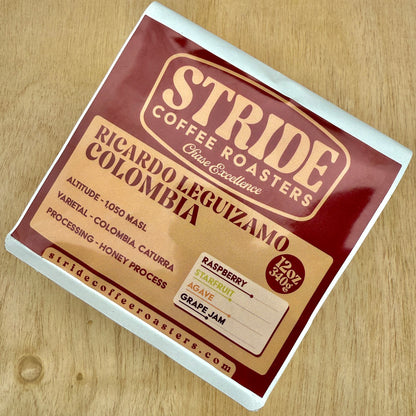 STRIDE
COFFEE ROASTERS
Chase Excellence
RICARDO LEGUIZAMO
COLOMBIA
ALTITUDE - 1,050 MASL
VARIETAL - COLOMBIA, CATURRA
PROCESSING - HONEY PROCESS
12oz
340g
RASPBERRY
STARFRUIT
AGAVE
GRAPE JAM
stridecoffeeroasters.com